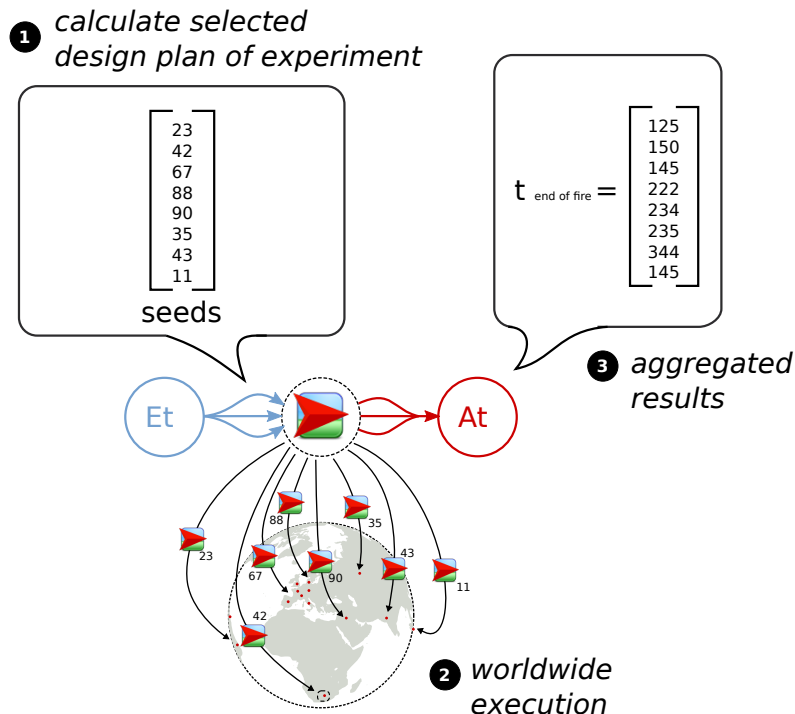 1 calculate selected
design plan of experiment
23
42
67
88
90
35
43
11
seeds
t end of fire =
125
150
145
222
234
235
344
145
3 aggregated
results
Et
At
88
35
23
67
90
43
11
42
2 worldwide
execution